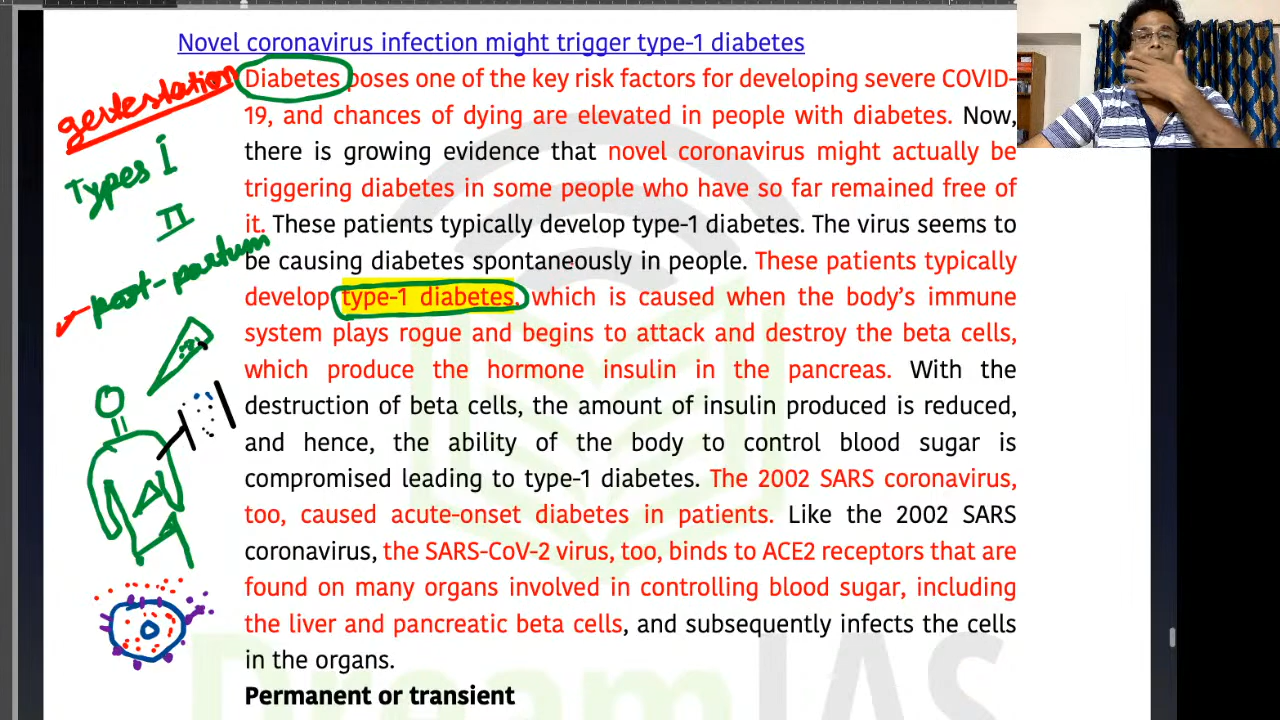 Novel coronavirus infection might trigger type-1 diabetes
gertestation
Diabetes poses one of the key risk factors for developing severe COVID-
19, and chances of dying are elevated in people with diabetes. Now,
Types I
there is growing evidence that novel coronavirus might actually be
triggering diabetes in some people who have so far remained free of
II
it. These patients typically develop type-1 diabetes. The virus seems to
post-partum
be causing diabetes spontaneously in people. These patients typically
develop type-1 diabetes, which is caused when the body's immune
system plays rogue and begins to attack and destroy the beta cells,
which produce the hormone insulin in the pancreas. With the
destruction of beta cells, the amount of insulin produced is reduced,
and hence, the ability of the body to control blood sugar is
compromised leading to type-1 diabetes. The 2002 SARS coronavirus,
too, caused acute-onset diabetes in patients. Like the 2002 SARS
coronavirus, the SARS-CoV-2 virus, too, binds to ACE2 receptors that are
found on many organs involved in controlling blood sugar, including
the liver and pancreatic beta cells, and subsequently infects the cells
in the organs.
Permanent or transient
Dream IAS